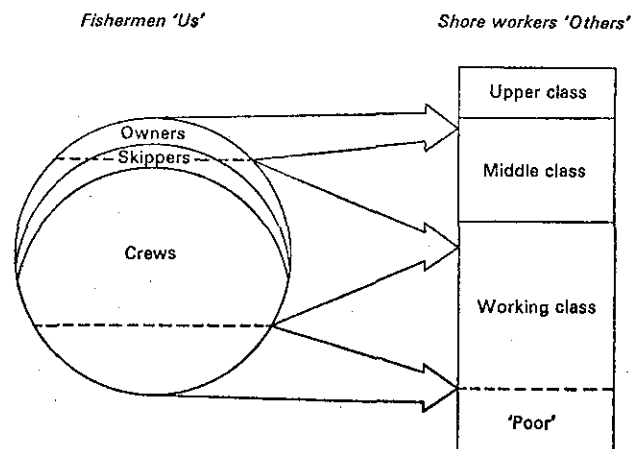 Fishermen 'Us'
Shore workers 'Others'
Owners
Skippers
Crews
Upper class
Middle class
Working class
'Poor'